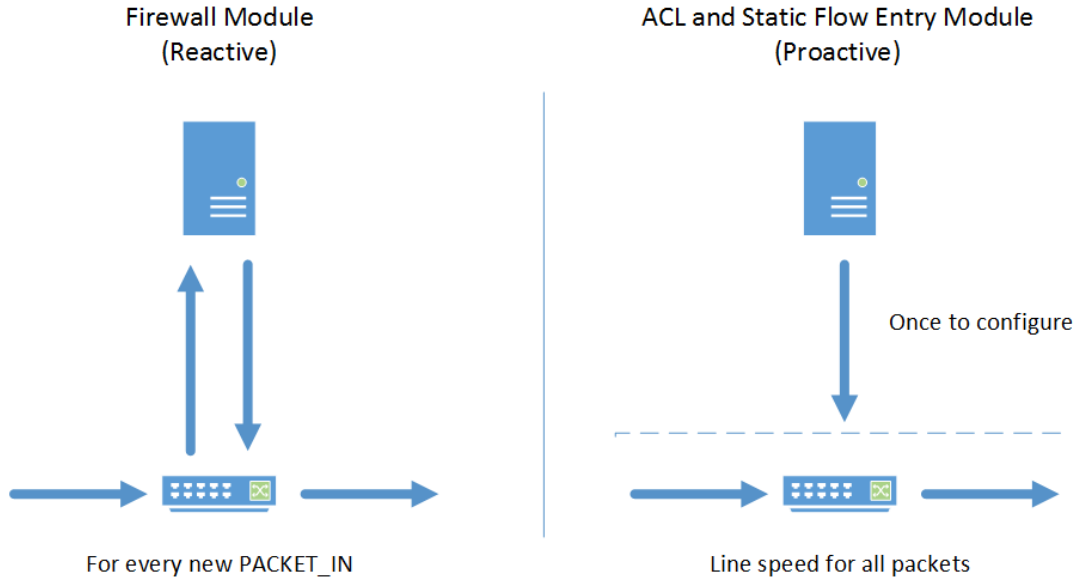 Firewall Module
(Reactive)
ACL and Static Flow Entry Module
(Proactive)
Once to configure
For every new PACKET_IN
Line speed for all packets